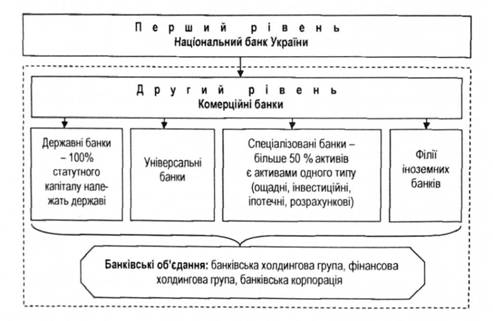 Перший рівень
Національний банк України
Другий рівень
Комерційні банки
Державні банки
– 100%
статутного
капіталу нале-
жать державі
Універсальні
банки
Спеціалізовані банки –
більше 50 % активів
є активами одного типу
(ощадні, інвестиційні,
іпотечні, розрахункові)
Філії
іноземних
банків
Банківські об'єдання: банківська холдингова група, фінансова
холдингова група, банківська корпорація